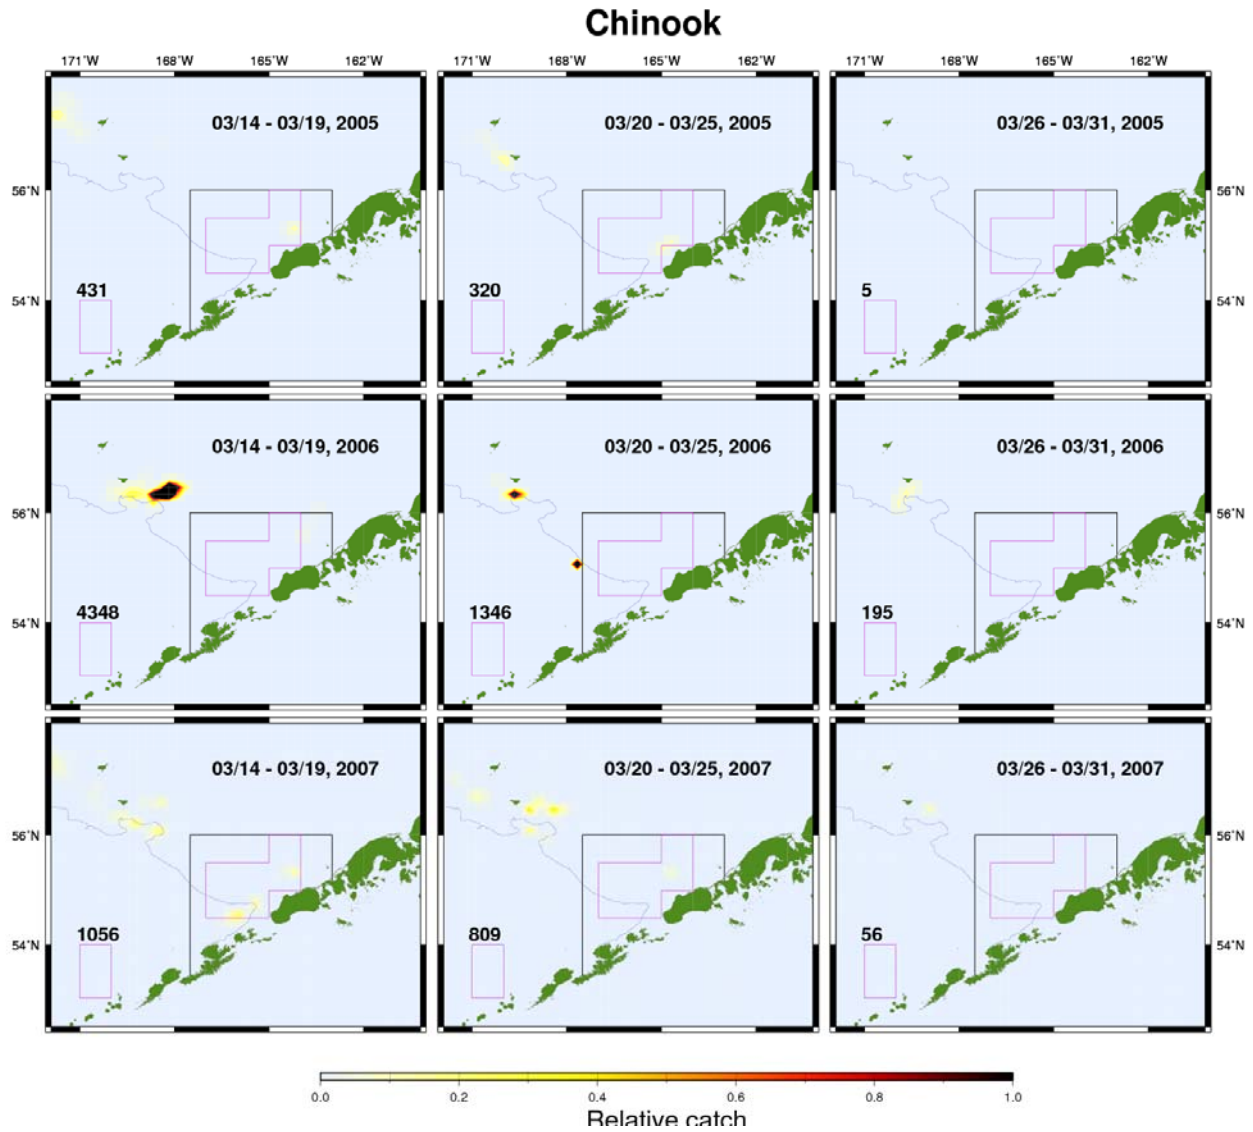 Chinook
171°W 168°W 165°W 162°W 171°W 168°W 165°W 162°W 171°W 168°W 165°W 162°W
03/14 - 03/19, 2005 03/20 - 03/25, 2005 03/26 - 03/31, 2005
56°N 56°N
431 320 5
54°N 54°N
03/14 - 03/19, 2006 03/20 - 03/25, 2006 03/26 - 03/31, 2006
56°N 56°N
4348 1346 195
54°N 54°N
03/14 - 03/19, 2007 03/20 - 03/25, 2007 03/26 - 03/31, 2007
56°N 56°N
1056 809 56
54°N 54°N
0.0 0.2 0.4 0.6 0.8 1.0
Relative catch